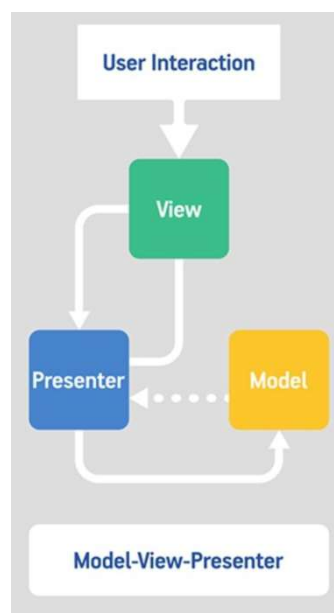 User Interaction
View
Presenter
Model
Model-View-Presenter